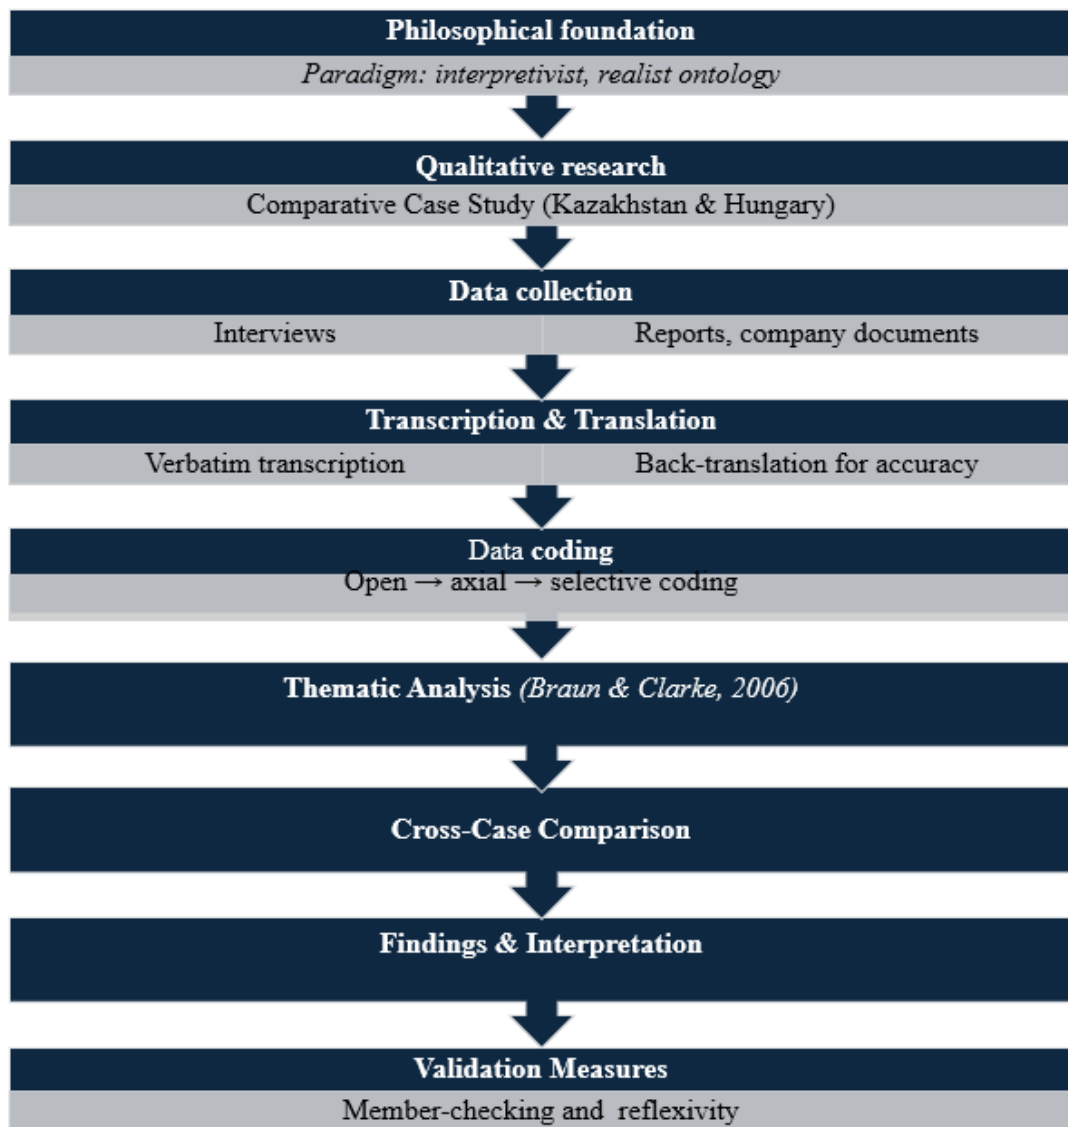 Philosophical foundation
Paradigm: interpretivist, realist ontology
Qualitative research
Comparative Case Study (Kazakhstan & Hungary)
Data collection
Interviews
Reports, company documents
Transcription & Translation
Verbatim transcription
Back-translation for accuracy
Data coding
Open → axial → selective coding
Thematic Analysis (Braun & Clarke, 2006)
Cross-Case Comparison
Findings & Interpretation
Validation Measures
Member-checking and reflexivity